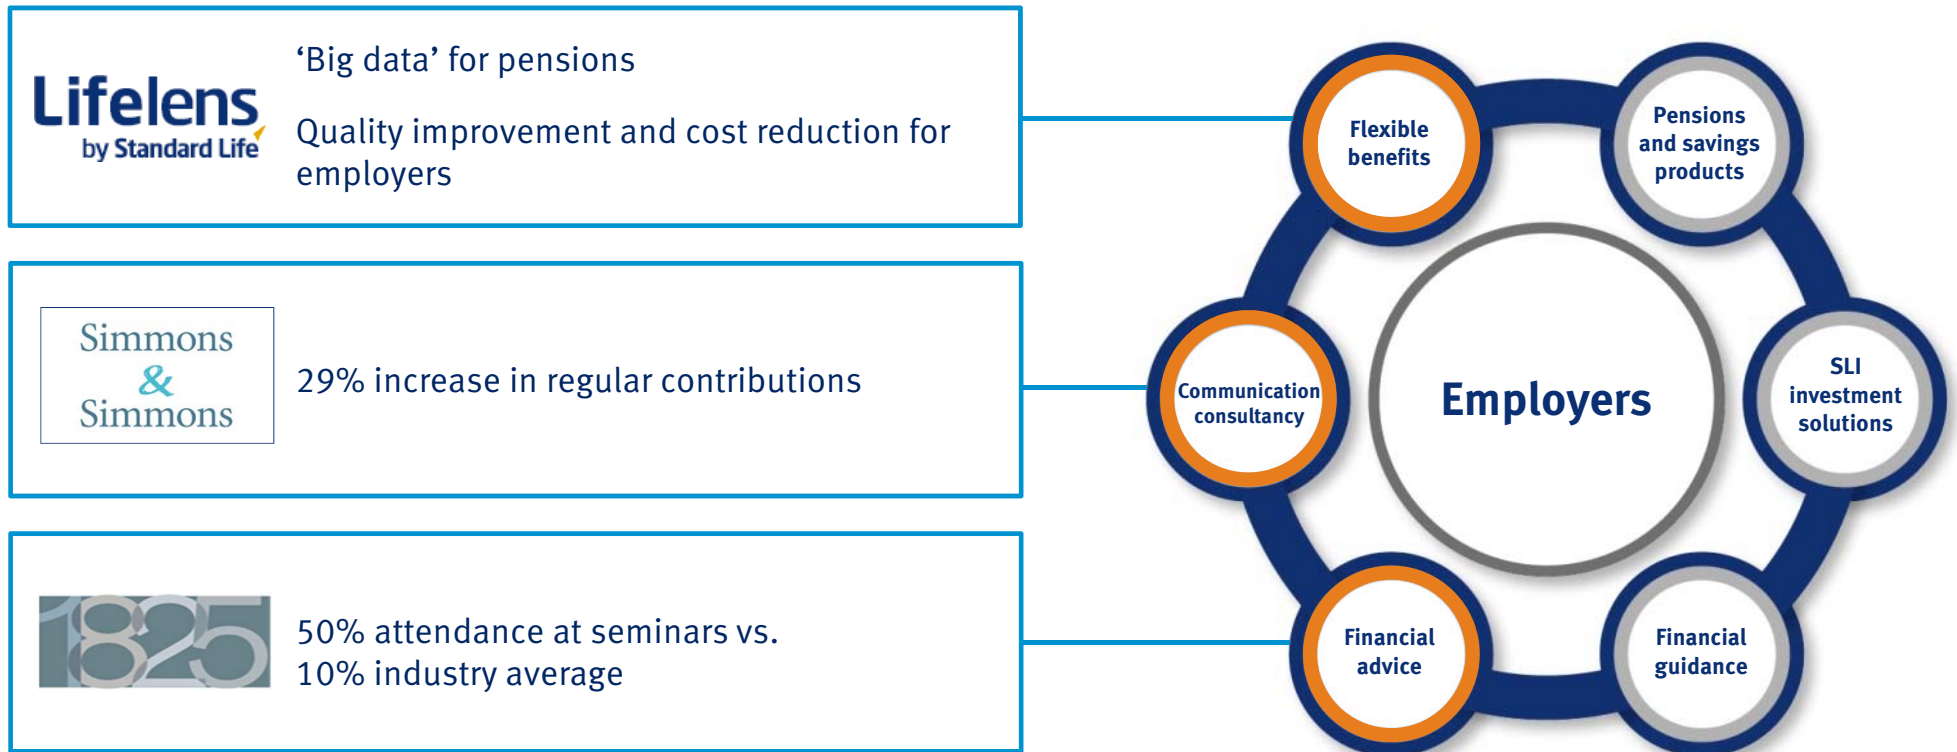 Lifelens
by Standard Life
‘Big data’ for pensions
Quality improvement and cost reduction for
employers
Simmons
&
Simmons
29% increase in regular contributions
1825
50% attendance at seminars vs.
10% industry average
Flexible
benefits
Pensions
and savings
products
Communication
consultancy
Employers
SLI
investment
solutions
Financial
advice
Financial
guidance